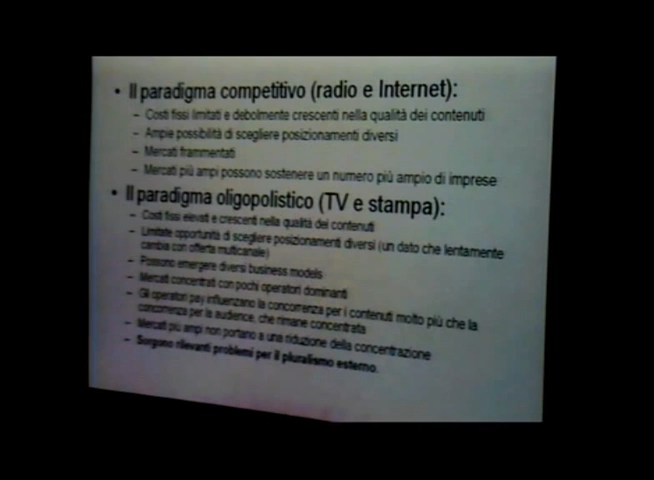 • Il paradigma competitivo (radio e Internet):
– Costi fissi limitati e debolmente crescenti nella qualità dei contenuti
– Ampie possibilità di scegliere posizionamenti diversi
– Mercati frammentati
– Mercati più ampi possono sostenere un numero più ampio di imprese
• Il paradigma oligopolistico (TV e stampa):
– Costi fissi elevati e crescenti nella qualità dei contenuti
– Limitate opportunità di scegliere posizionamenti diversi (un dato che lentamente
cambia con offerta multicanale)
– Possono emergere diversi business models
– Mercati concentrati con pochi operatori dominanti
– Gli operatori pay influenzano la concorrenza per i contenuti molto più che la
concorrenza per la audience, che rimane concentrata
– Mercati più ampi non portano a una riduzione della concentrazione
– Sorgono rilevanti problemi per il pluralismo esterno.